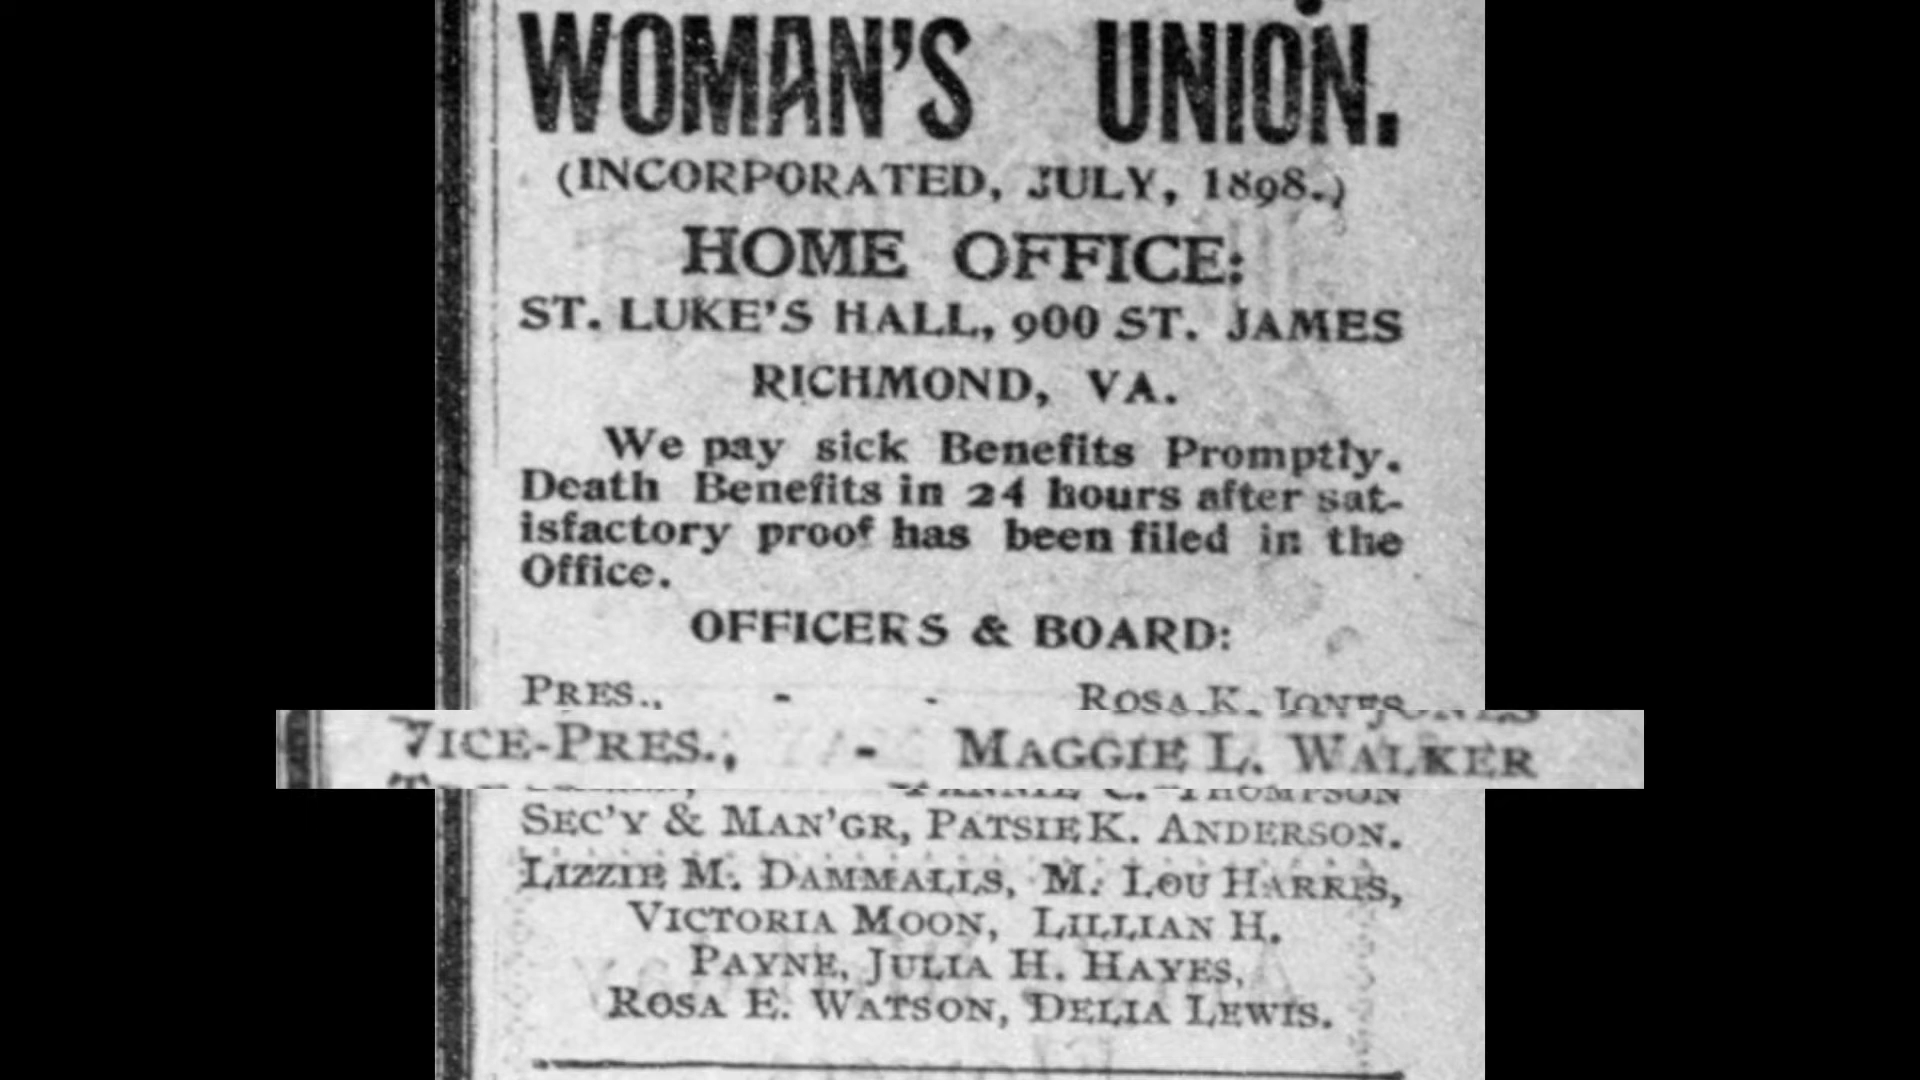 WOMAN'S UNION.
(INCORPORATED, JULY, 1898.)
HOME OFFICE:
ST. LUKE'S HALL, 900 ST. JAMES
RICHMOND, VA.
We pay sick Benefits Promptly.
Death Benefits in 24 hours after sat-
isfactory proof has been filed in the
Office.
OFFICERS & BOARD:
PRES., - - ROSA K. JONES
VICE-PRES., - MAGGIE L. WALKER
C. THOMPSON
SEC'Y & MAN'GR, PATSIE K. ANDERSON.
LIZZIE M. DAMMALLS, M. LOU HARRIS,
VICTORIA MOON, LILLIAN H.
PAYNE, JULIA H. HAYES,
ROSA E. WATSON, DELIA LEWIS.